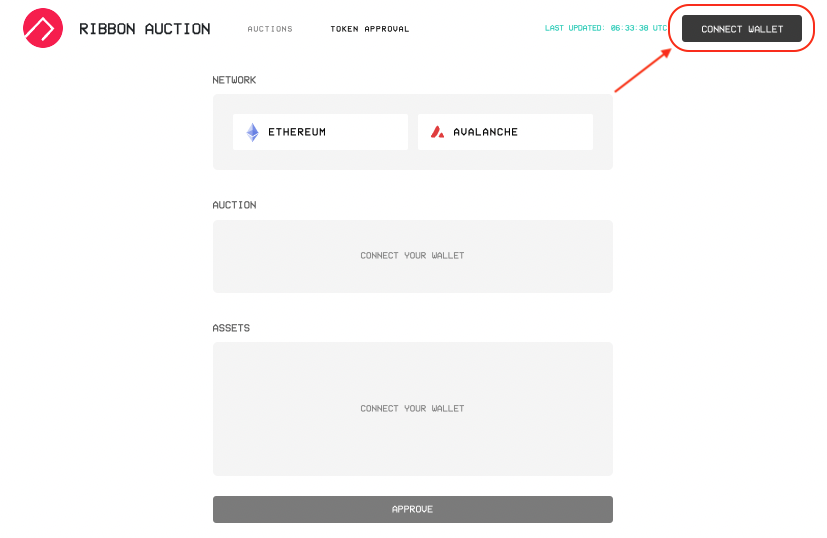 RIBBON AUCTION
AUCTIONS
TOKEN APPROVAL
LAST UPDATED: 06:33:38 UTC
CONNECT WALLET
NETWORK
ETHEREUM
AVALANCHE
AUCTION
CONNECT YOUR WALLET
ASSETS
CONNECT YOUR WALLET
APPROVE